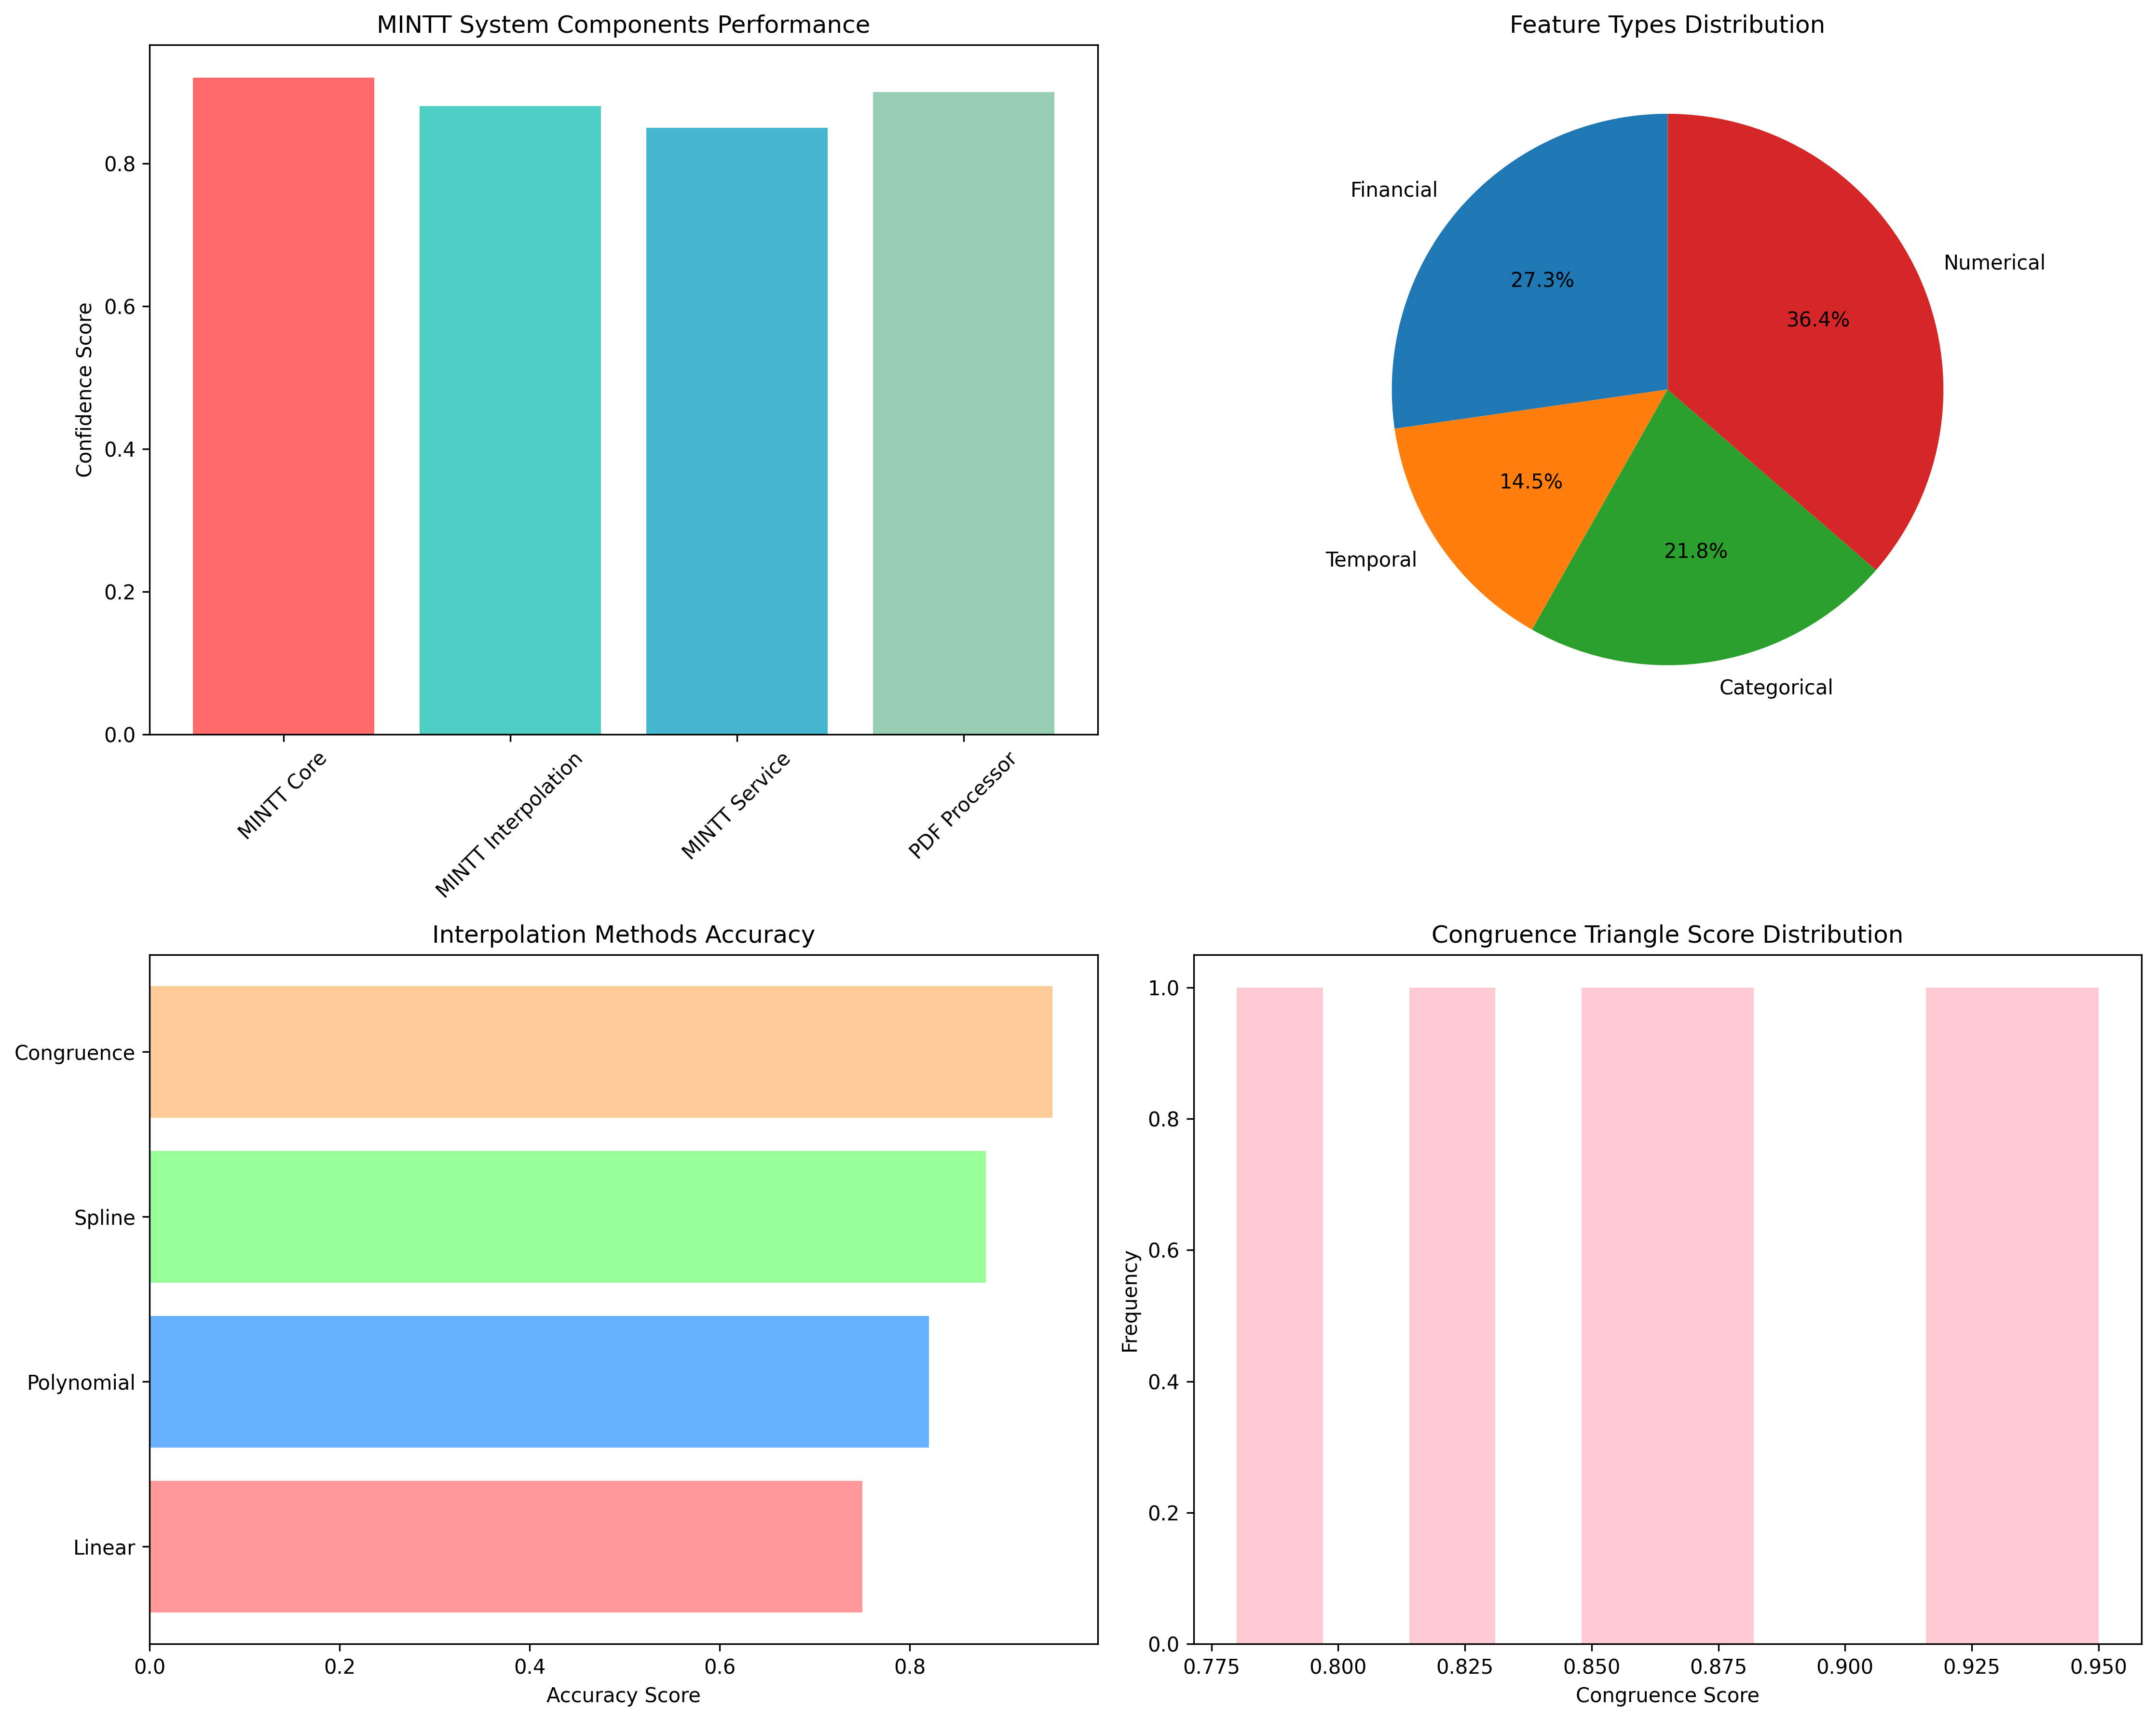 MINTT System Components Performance
Confidence Score
0.8
0.6
0.4
0.2
0.0
MINTT Core
MINTT Interpolation
MINTT Service
PDF Processor
Feature Types Distribution
Financial
27.3%
Numerical
36.4%
Temporal
14.5%
21.8%
Categorical
Interpolation Methods Accuracy
Congruence
Spline
Polynomial
Linear
0.0 0.2 0.4 0.6 0.8
Accuracy Score
Congruence Triangle Score Distribution
Frequency
1.0
0.8
0.6
0.4
0.2
0.0
0.775 0.800 0.825 0.850 0.875 0.900 0.925 0.950
Congruence Score